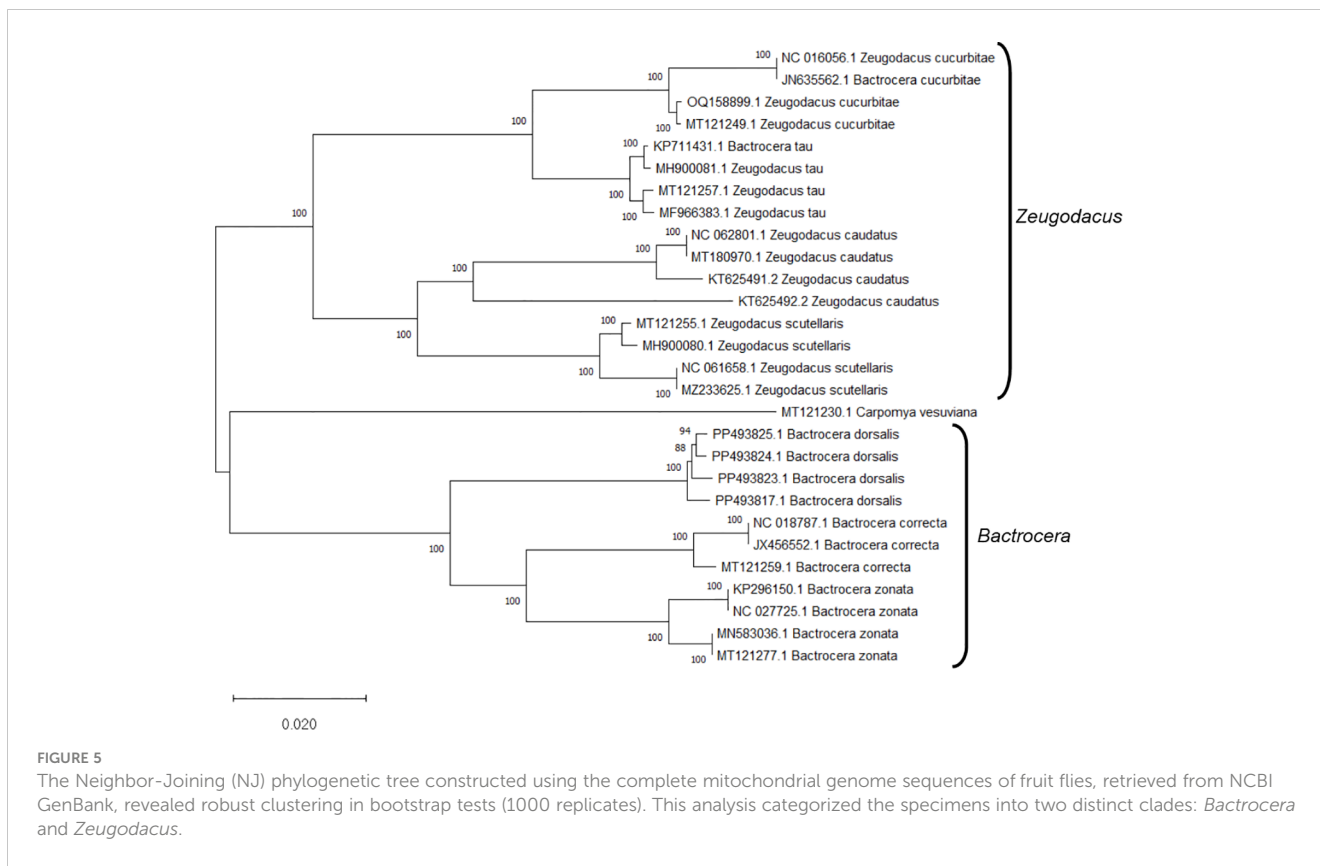 100 NC 016056.1 Zeugodacus cucurbitae
JN635562.1 Bactrocera cucurbitae
100
OQ158899.1 Zeugodacus cucurbitae
100 MT121249.1 Zeugodacus cucurbitae
100
100 KP711431.1 Bactrocera tau
MH900081.1 Zeugodacus tau
100 MT121257.1 Zeugodacus tau
100 MF966383.1 Zeugodacus tau
Zeugodacus
100
100 NC 062801.1 Zeugodacus caudatus
MT180970.1 Zeugodacus caudatus
100
100 KT625491.2 Zeugodacus caudatus
KT625492.2 Zeugodacus caudatus
100
100 MT121255.1 Zeugodacus scutellaris
MH900080.1 Zeugodacus scutellaris
100
NC 061658.1 Zeugodacus scutellaris
100 MZ233625.1 Zeugodacus scutellaris
MT121230.1 Carpomya vesuviana
94 PP493825.1 Bactrocera dorsalis
88
PP493824.1 Bactrocera dorsalis
100
PP493823.1 Bactrocera dorsalis
PP493817.1 Bactrocera dorsalis
100 NC 018787.1 Bactrocera correcta
100
JX456552.1 Bactrocera correcta
Bactrocera
100
MT121259.1 Bactrocera correcta
100 KP296150.1 Bactrocera zonata
100
NC 027725.1 Bactrocera zonata
100
MN583036.1 Bactrocera zonata
100 MT121277.1 Bactrocera zonata
0.020
FIGURE 5
The Neighbor-Joining (NJ) phylogenetic tree constructed using the complete mitochondrial genome sequences of fruit flies, retrieved from NCBI
GenBank, revealed robust clustering in bootstrap tests (1000 replicates). This analysis categorized the specimens into two distinct clades: Bactrocera
and Zeugodacus.